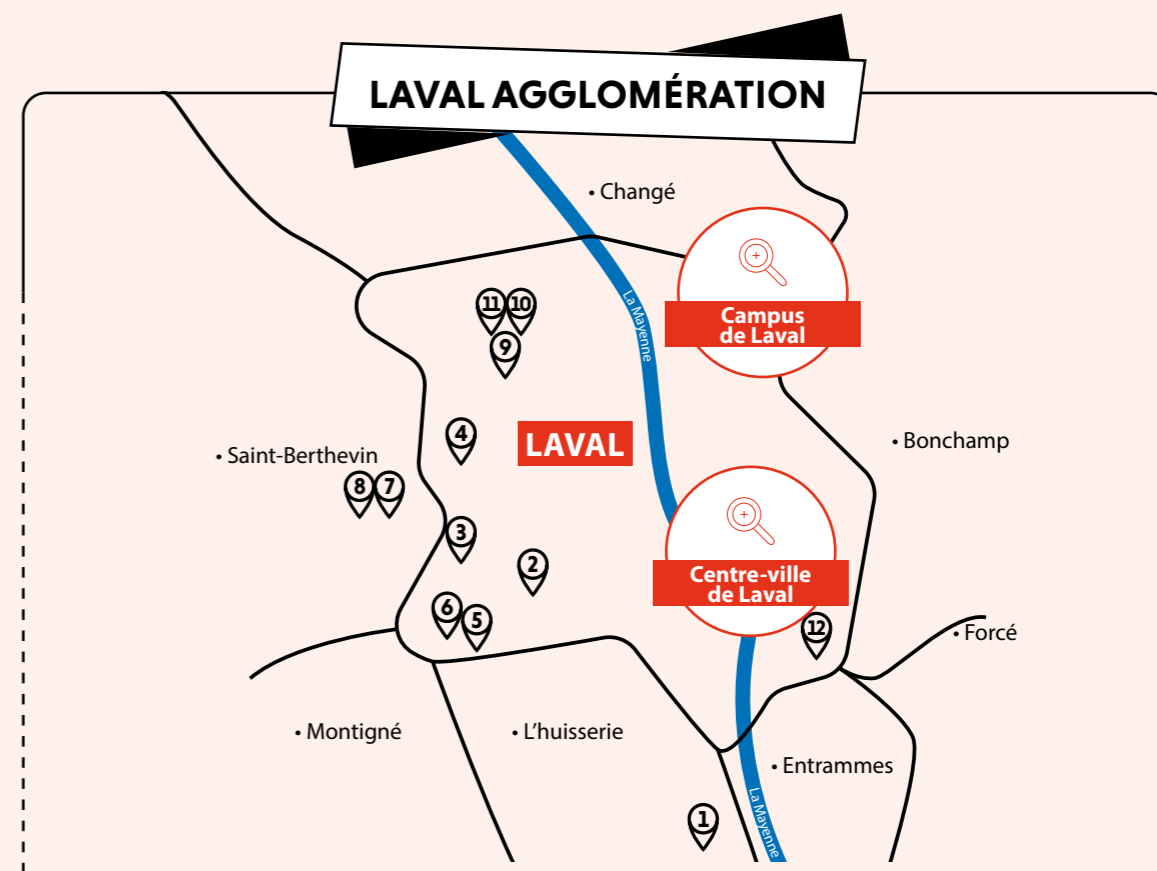 LAVAL AGGLOMÉRATION
• Changé
La Mayenne
Campus
de Laval
11
10
9
4
LAVAL
• Bonchamp
• Saint-Berthevin
8
7
3
2
Centre-ville
de Laval
6
5
12
• Forcé
• Montigné
• L'huisserie
• Entrammes
La Mayenne
1